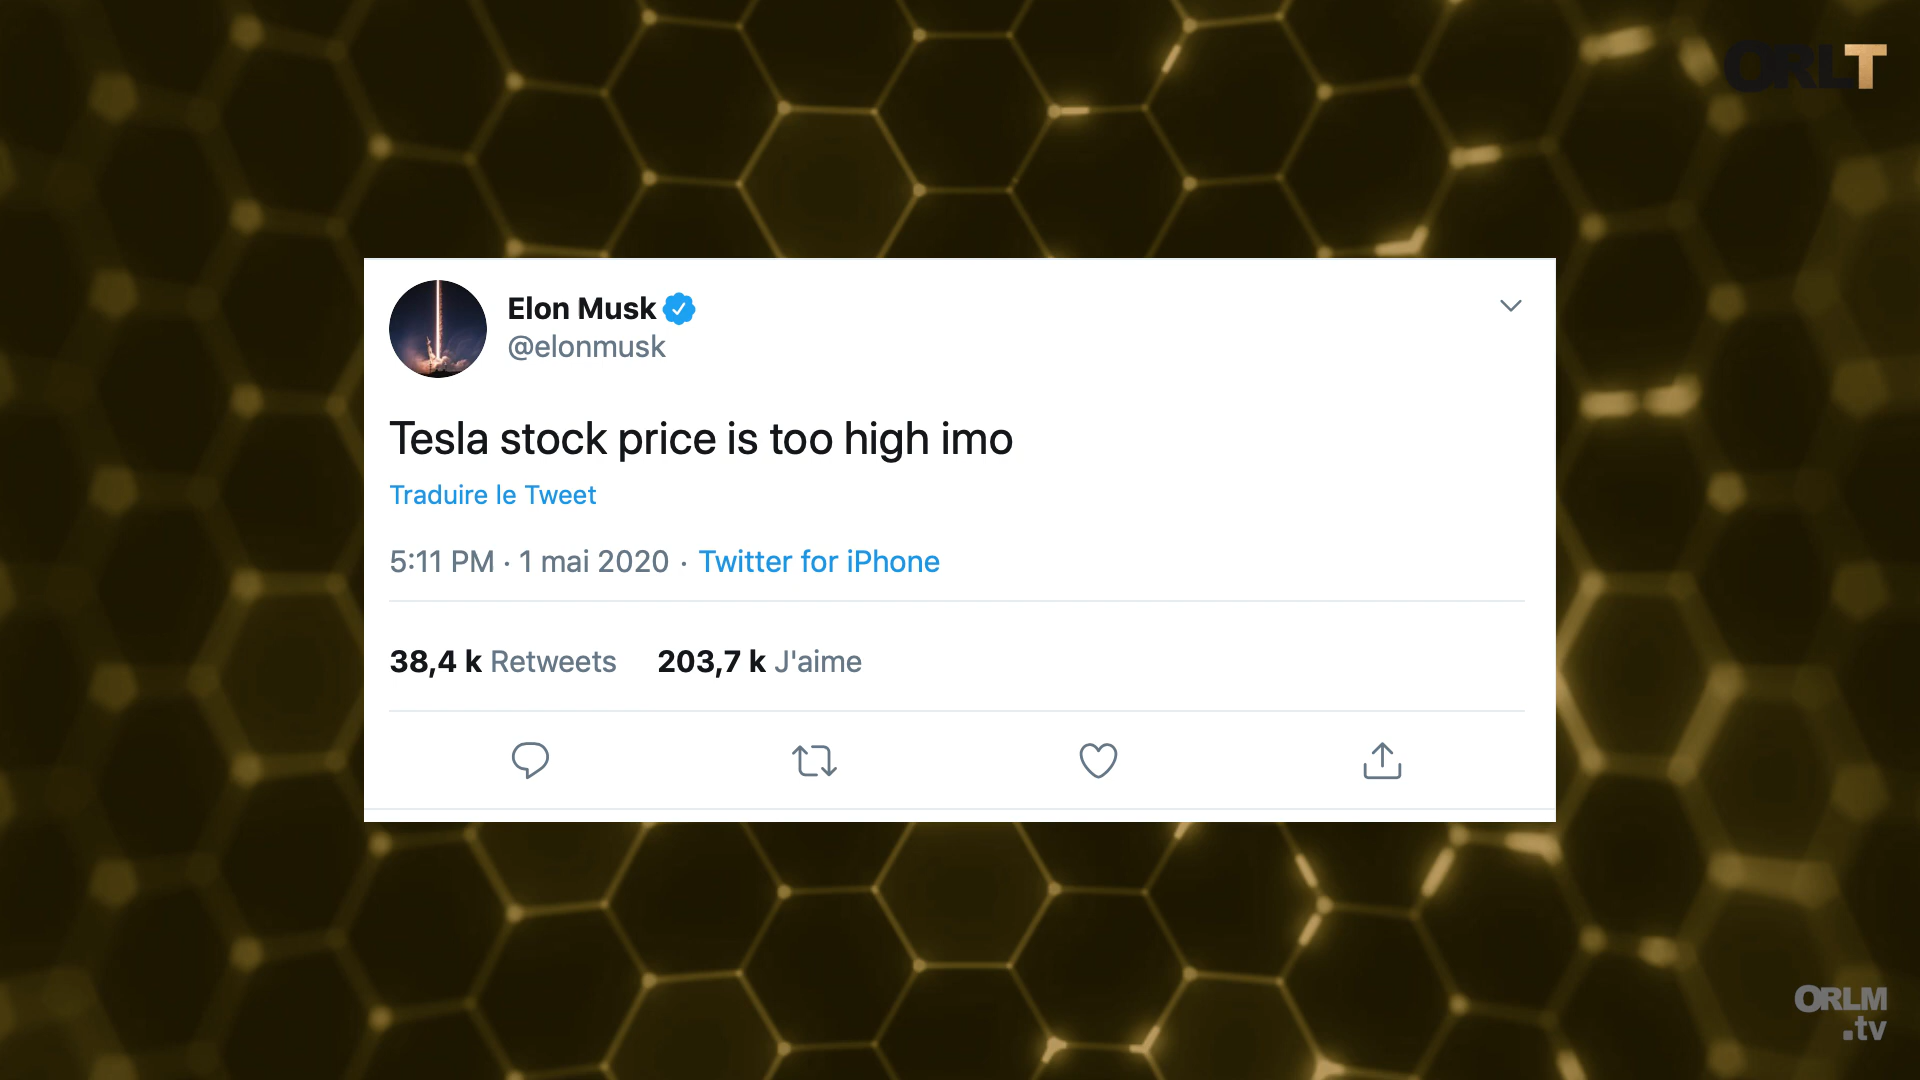 ORLT
Elon Musk
@elonmusk
Tesla stock price is too high imo
Traduire le Tweet
5:11 PM · 1 mai 2020 · Twitter for iPhone
38,4 k Retweets 203,7 k J'aime
ORLM
.tv